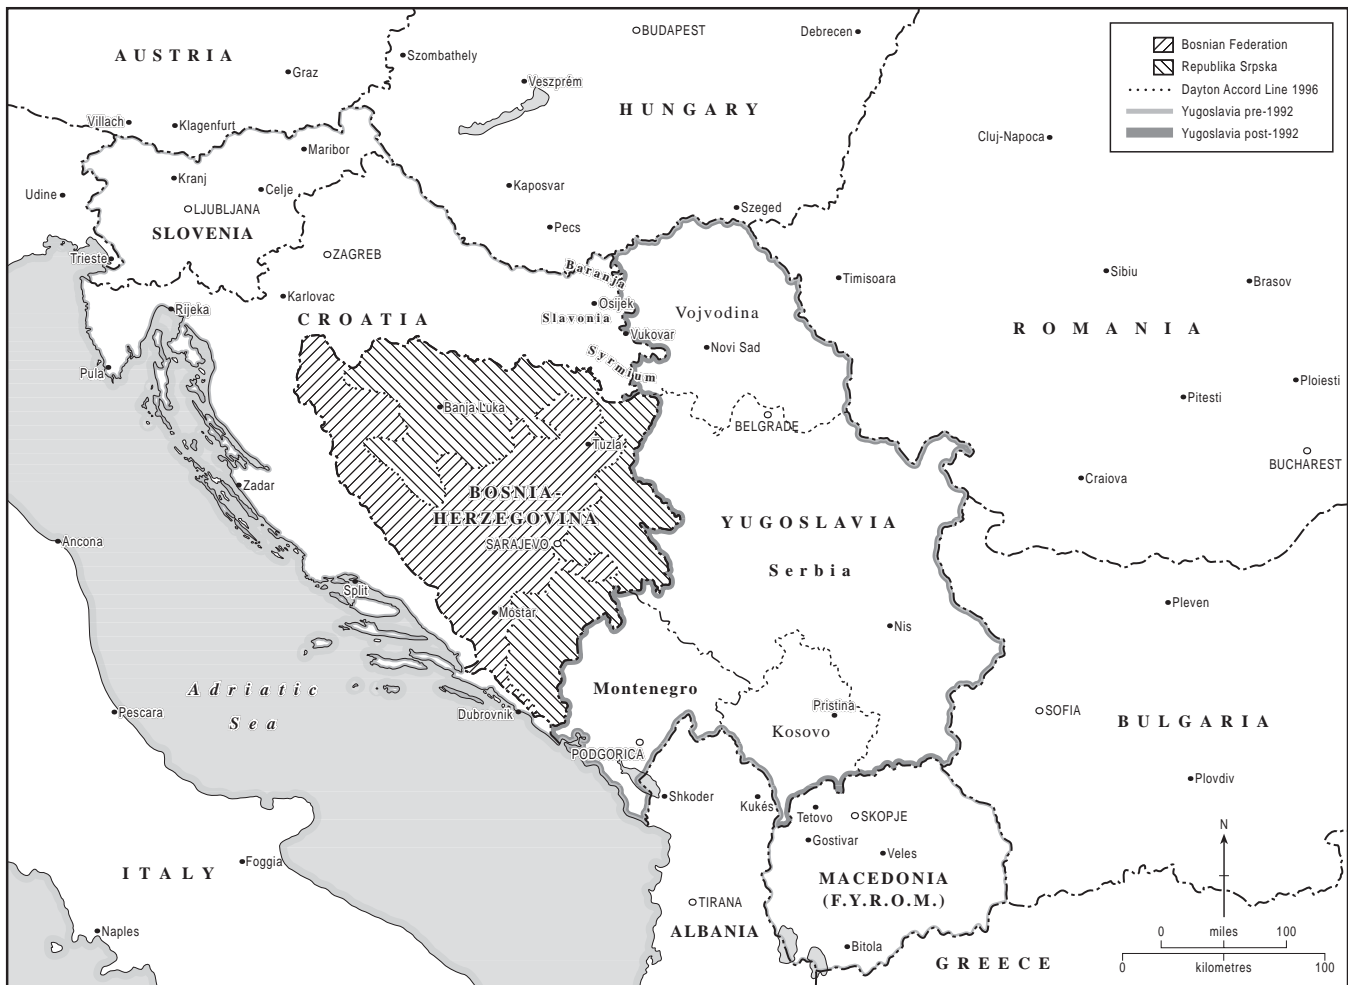 AUSTRIA
Graz
Szombathely
BUDAPEST
Debrecen
Veszprém
HUNGARY
Bosnian Federation
Republika Srpska
Dayton Accord Line 1996
Yugoslavia pre-1992
Yugoslavia post-1992
Villach
Klagenfurt
Maribor
Cluj-Napoca
Udine
Kranj
Celje
LJUBLJANA
SLOVENIA
Kaposvar
Pecs
Szeged
Trieste
ZAGREB
Baranja
Timisoara
Sibiu
Brasov
Rijeka
Karlovac
CROATIA
Osijek
Slavonia
Vukovar
Vojvodina
Novi Sad
ROMANIA
Pula
Syrmium
Ploiesti
Pitesti
Banja Luka
Tuzla
BELGRADE
BUCHAREST
Zadar
BOSNIA-
HERZEGOVINA
SARAJEVO
Craiova
YUGOSLAVIA
Serbia
Ancona
Split
Mostar
Nis
Pleven
Adriatic
Sea
Montenegro
Pescara
Dubrovnik
Pristina
Kosovo
SOFIA
BULGARIA
PODGORICA
Shkoder
Kukés
Tetovo
SKOPJE
Gostivar
Veles
Plovdiv
N
ITALY
Foggia
MACEDONIA
(F.Y.R.O.M.)
TIRANA
ALBANIA
Naples
Bitola
GREECE
0 miles 100
0 kilometres 100